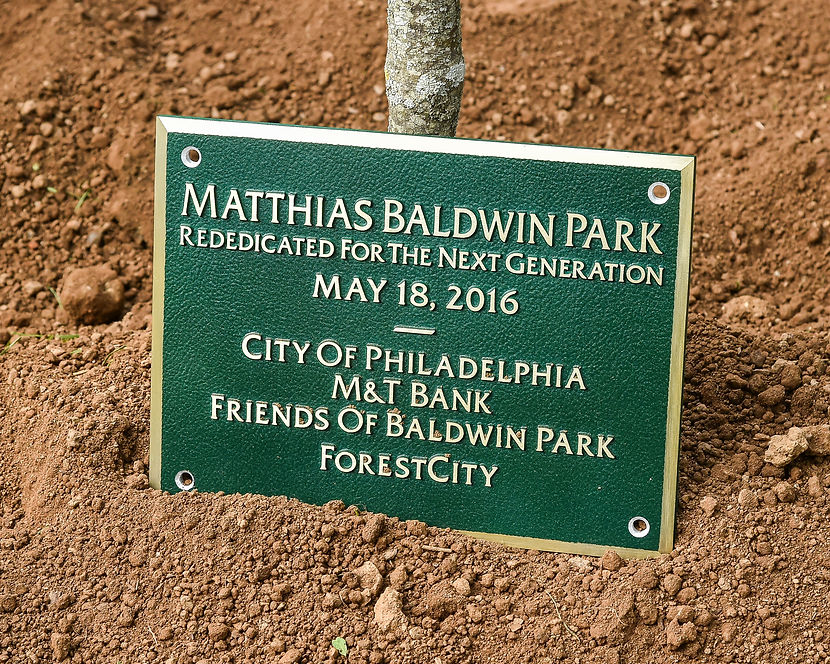 MATTHIAS BALDWIN PARK
REDEDICATED FOR THE NEXT GENERATION
MAY 18, 2016
CITY OF PHILADELPHIA
M&T BANK
FRIENDS OF BALDWIN PARK
FORESTCITY